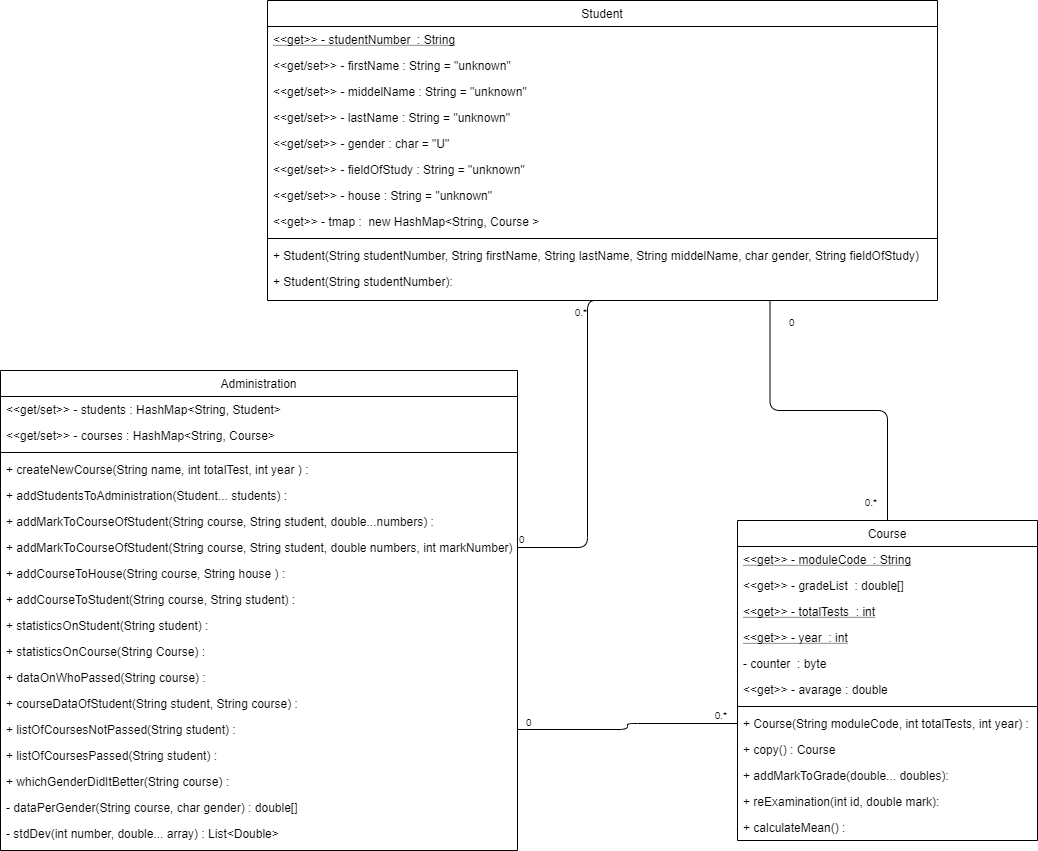 Student
<<get>> - studentNumber : String
<<get/set>> - firstName : String = "unknown"
<<get/set>> - middelName : String = "unknown"
<<get/set>> - lastName : String = "unknown"
<<get/set>> - gender : char = "U"
<<get/set>> - fieldOfStudy : String = "unknown"
<<get/set>> - house : String = "unknown"
<<get>> - tmap : new HashMap<String, Course >
+ Student(String studentNumber, String firstName, String lastName, String middelName, char gender, String fieldOfStudy)
+ Student(String studentNumber):
0.*
0
Administration
<<get/set>> - students : HashMap<String, Student>
<<get/set>> - courses : HashMap<String, Course>
+ createNewCourse(String name, int totalTest, int year ) :
+ addStudentsToAdministration(Student... students) :
+ addMarkToCourseOfStudent(String course, String student, double...numbers) :
+ addMarkToCourseOfStudent(String course, String student, double numbers, int markNumber)
+ addCourseToHouse(String course, String house ) :
+ addCourseToStudent(String course, String student) :
+ statisticsOnStudent(String student) :
+ statisticsOnCourse(String Course) :
+ dataOnWhoPassed(String course) :
+ courseDataOfStudent(String student, String course) :
+ listOfCoursesNotPassed(String student) :
+ listOfCoursesPassed(String student) :
+ whichGenderDidItBetter(String course) :
- dataPerGender(String course, char gender) : double[]
- stdDev(int number, double... array) : List<Double>
0
0
0.*
0.*
Course
<<get>> - moduleCode : String
<<get>> - gradeList : double[]
<<get>> - totalTests : int
<<get>> - year : int
- counter : byte
<<get>> - avarage : double
+ Course(String moduleCode, int totalTests, int year) :
+ copy() : Course
+ addMarkToGrade(double... doubles):
+ reExamination(int id, double mark):
+ calculateMean() :